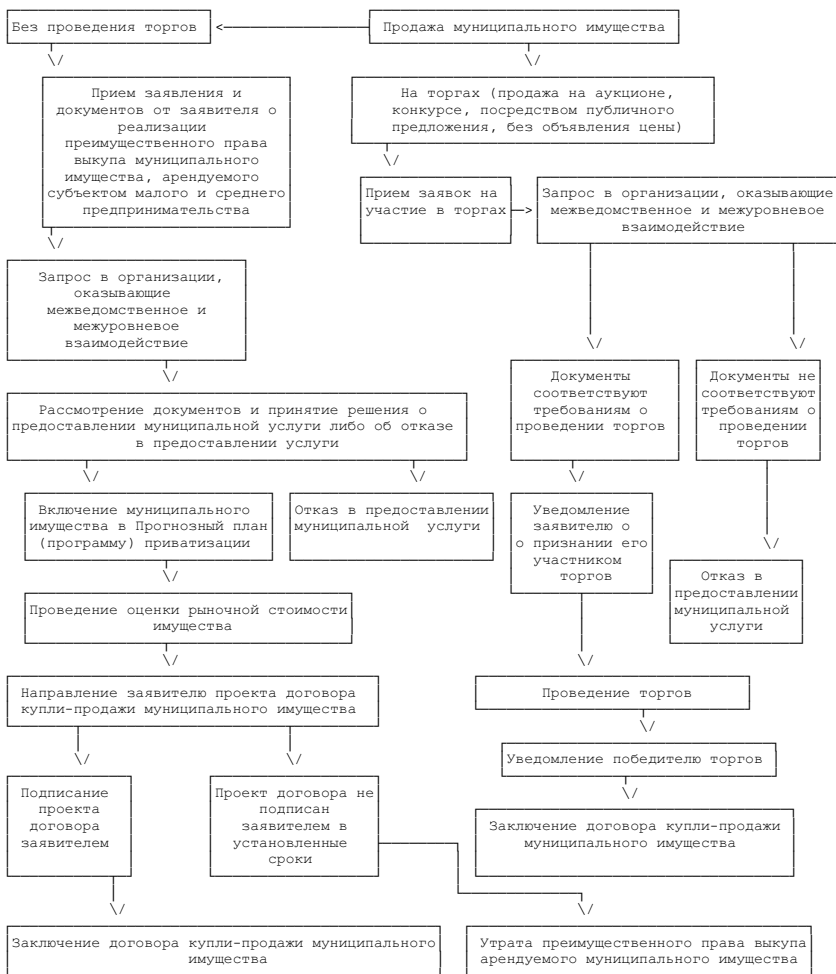 Без проведения торгов
Продажа муниципального имущества
Прием заявления и
документов от заявителя о
реализации
преимущественного права
выкупа муниципального
имущества, арендуемого
субъектом малого и среднего
предпринимательства
На торгах (продажа на аукционе,
конкурсе, посредством публичного
предложения, без объявления цены)
Прием заявок на
участие в торгах
Запрос в организации, оказывающие
межведомственное и межуровневое
взаимодействие
Запрос в организации,
оказывающие
межведомственное и
межуровневое
взаимодействие
Документы
соответствуют
требованиям о
проведении торгов
Документы не
соответствуют
требованиям о
проведении
торгов
Рассмотрение документов и принятие решения о
предоставлении муниципальной услуги либо об отказе
в предоставлении услуги
Включение муниципального
имущества в Прогнозный план
(программу) приватизации
Отказ в предоставлении
муниципальной услуги
Уведомление
заявителю о
о признании его
участником
торгов
Отказ в
предоставлении
муниципальной
услуги
Проведение оценки рыночной стоимости
имущества
Направление заявителю проекта договора
купли-продажи муниципального имущества
Проведение торгов
Уведомление победителю торгов
Подписание
проекта
договора
заявителем
Проект договора не
подписан
заявителем в
установленные
сроки
Заключение договора купли-продажи
муниципального имущества
Заключение договора купли-продажи муниципального
имущества
Утрата преимущественного права выкупа
арендуемого муниципального имущества